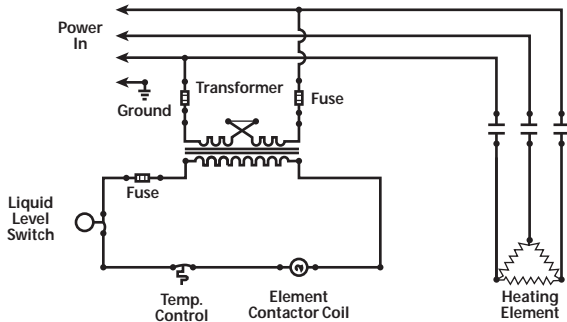 Power
In
Transformer
Fuse
Ground
Fuse
Liquid
Level
Switch
Temp.
Control
Element
Contactor Coil
Heating
Element